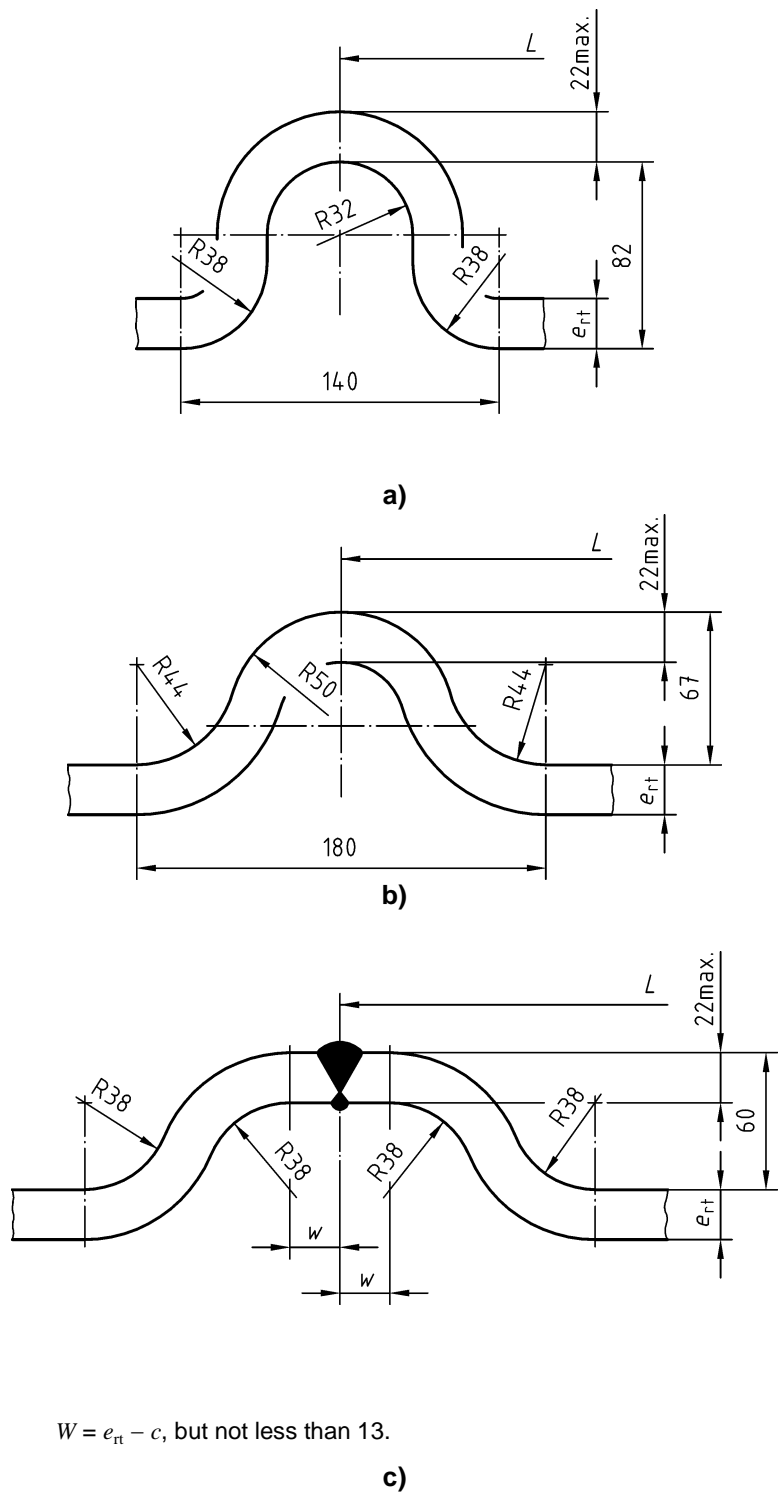 L
22max.
R32
R38
R38
82
e_rt
140
a)
L
22max.
R44
R50
R44
67
e_rt
180
b)
L
22max.
R38
R38
R38
R38
60
e_rt
w
w
W = e_rt – c, but not less than 13.
c)